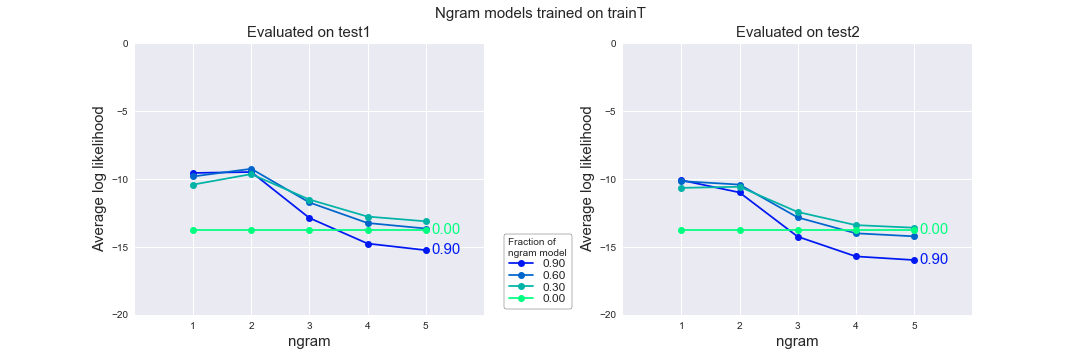 Ngram models trained on trainT
Evaluated on test1
Average log likelihood
0
−5
−10
−15
−20
1 2 3 4 5
ngram
0.00
0.90
Fraction of
ngram model
0.90
0.60
0.30
0.00
Evaluated on test2
Average log likelihood
0
−5
−10
−15
−20
1 2 3 4 5
ngram
0.00
0.90